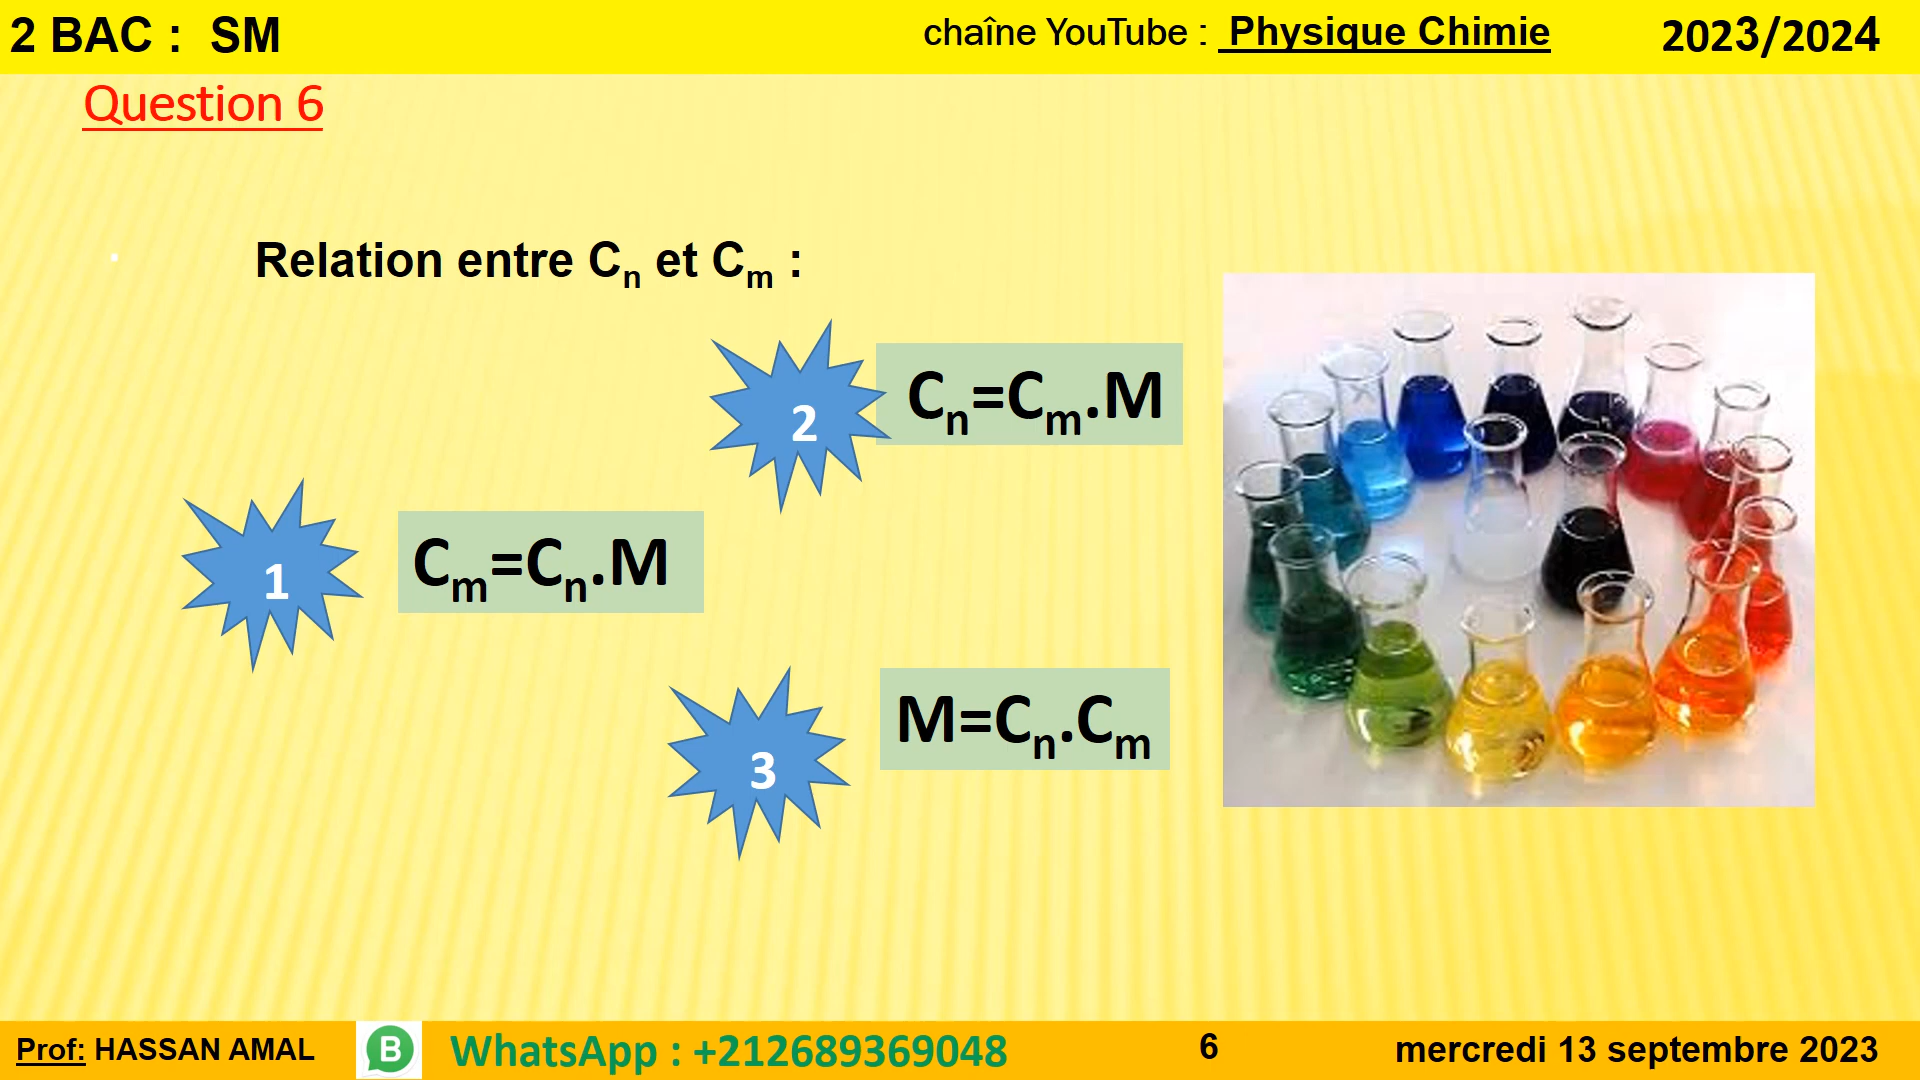 2 BAC :  SM
chaîne YouTube :  Physique Chimie
2023/2024
Question 6
Relation entre Cn et Cm :
2
Cn=Cm.M
1
Cm=Cn.M
3
M=Cn.Cm
Prof: HASSAN AMAL
B
WhatsApp : +212689369048
6
mercredi 13 septembre 2023